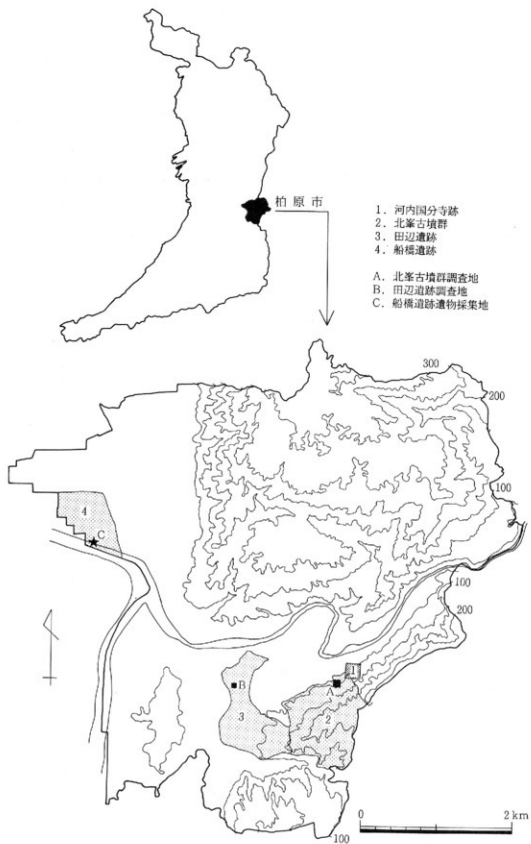 柏原市
1. 河内国分寺跡
2. 北峯古墳群
3. 田辺遺跡
4. 船橋遺跡
A. 北峯古墳群調査地
B. 田辺遺跡調査地
C. 船橋遺跡遺物採集地
300
200
100
4
C
100
200
1
B
A
3
2
0
2km
100